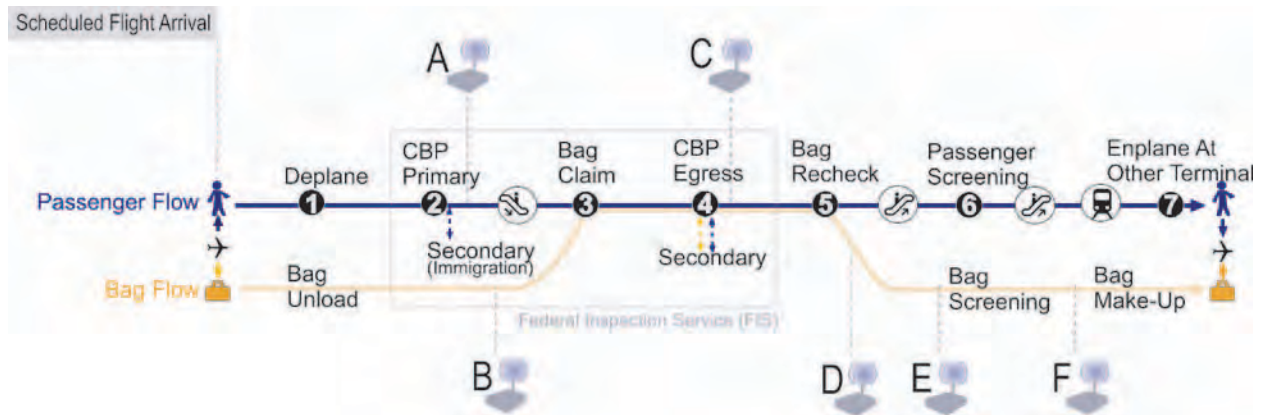 Scheduled Flight Arrival
A
C
CBP
Primary
Bag
Claim
CBP
Egress
Bag
Recheck
Passenger
Screening
Enplane At
Other Terminal
Deplane
Passenger Flow
1
2
3
4
5
6
7
Secondary
(Immigration)
Secondary
Bag Flow
Bag
Unload
Bag
Screening
Bag
Make-Up
Federal Inspection Service (FIS)
B
D
E
F